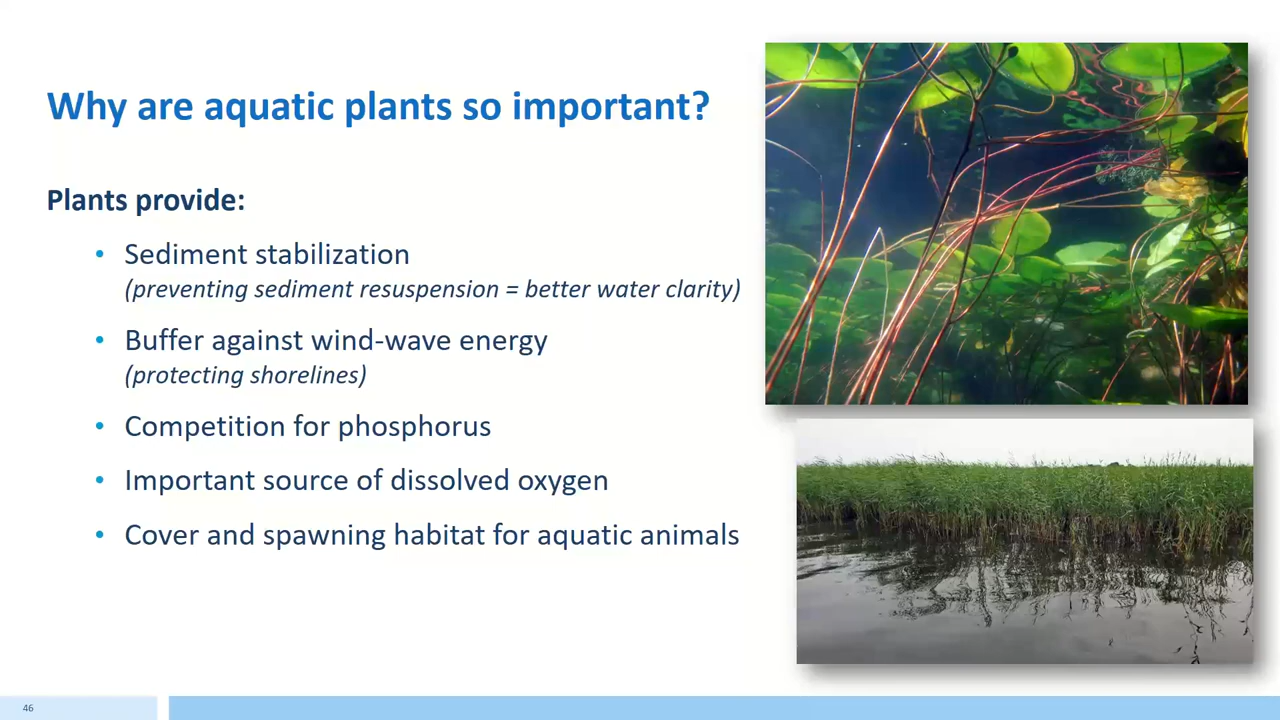 Why are aquatic plants so important?
Plants provide:
• Sediment stabilization
(preventing sediment resuspension = better water clarity)
• Buffer against wind-wave energy
(protecting shorelines)
• Competition for phosphorus
• Important source of dissolved oxygen
• Cover and spawning habitat for aquatic animals
46